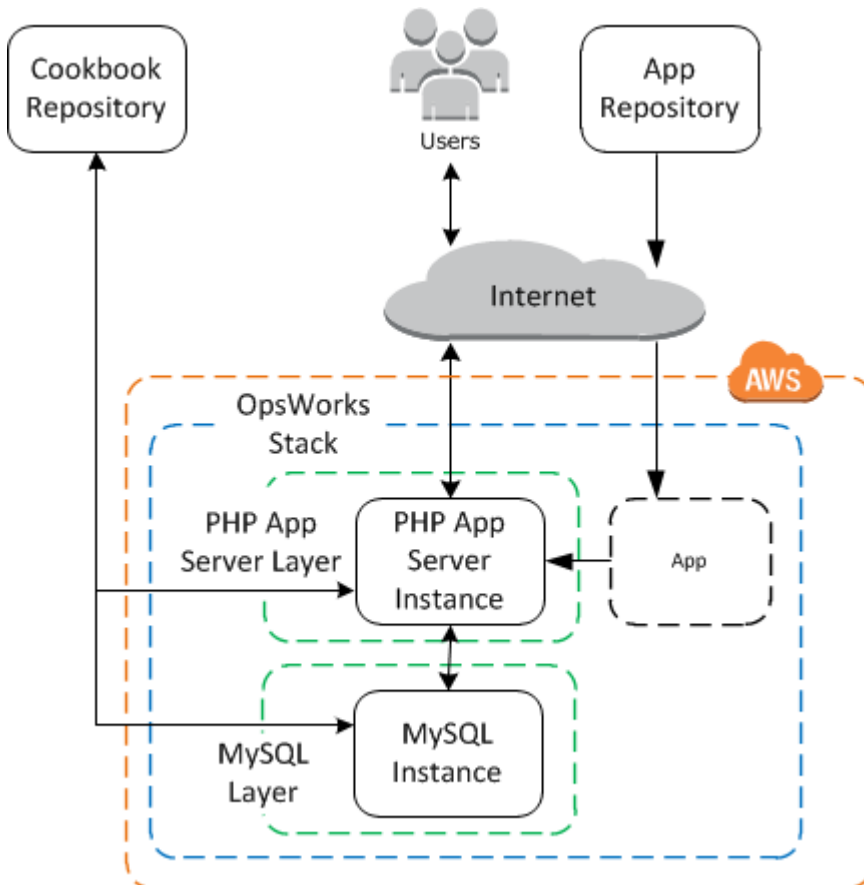 Cookbook
Repository
Users
App
Repository
Internet
AWS
OpsWorks
Stack
PHP App
Server Layer
PHP App
Server
Instance
App
MySQL
Layer
MySQL
Instance